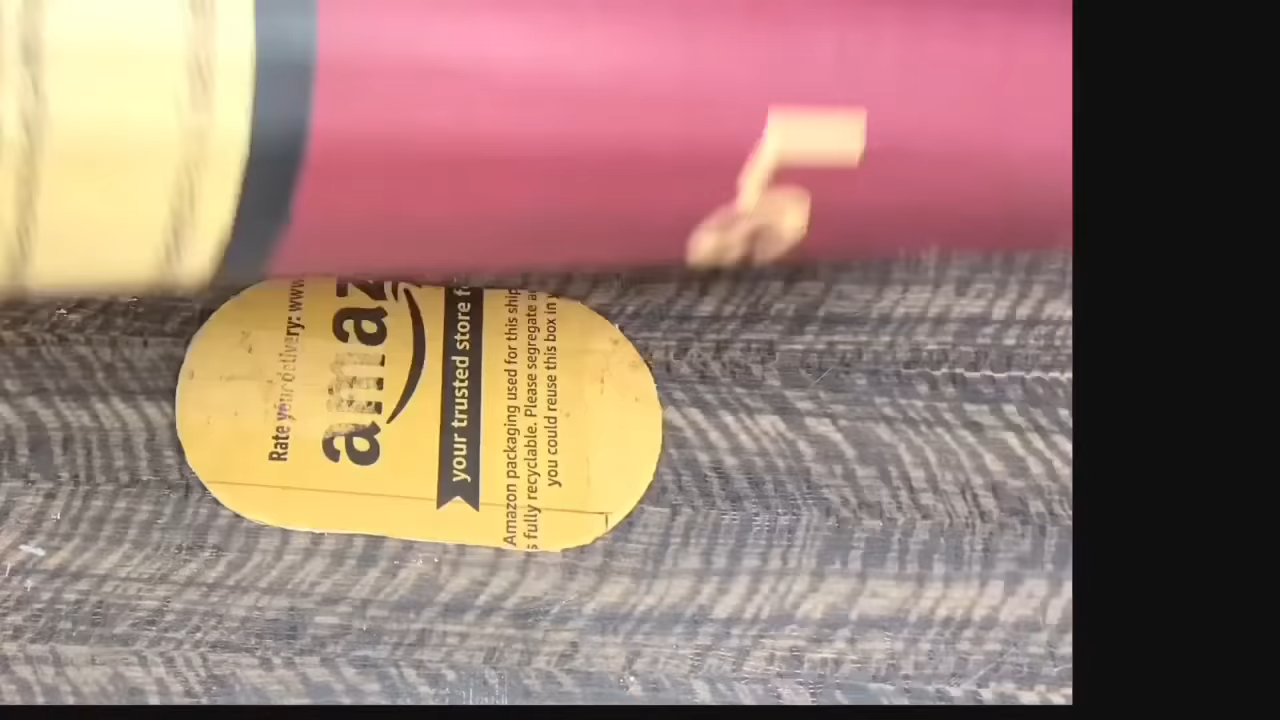 Rate your delivery: www
amaz
your trusted store f
Amazon packaging used for this ship
s fully recyclable. Please segregate a
you could reuse this box in y